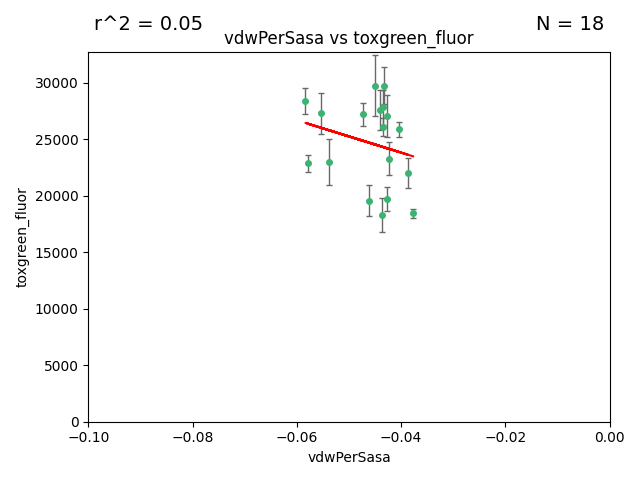 r^2 = 0.05
N = 18
vdwPerSasa vs toxgreen_fluor
30000
25000
20000
15000
10000
5000
0
toxgreen_fluor
−0.10
−0.08
−0.06
−0.04
−0.02
0.00
vdwPerSasa